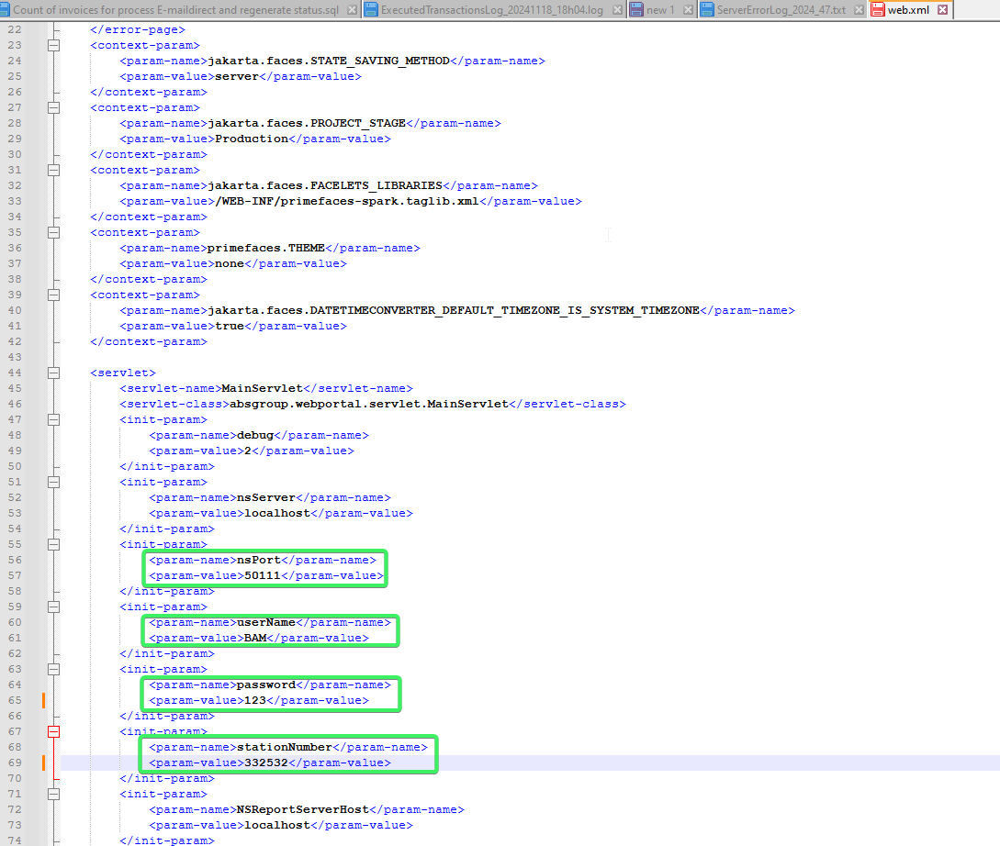 Count of invoices for process E-maildirect and regenerate status.sql
ExecutedTransactionsLog_20241118_18h04.log
new 1
ServerErrorLog_2024_47.txt
web.xml
22 </error-page>
23 <context-param>
24 <param-name>jakarta.faces.STATE_SAVING_METHOD</param-name>
25 <param-value>server</param-value>
26 </context-param>
27 <context-param>
28 <param-name>jakarta.faces.PROJECT_STAGE</param-name>
29 <param-value>Production</param-value>
30 </context-param>
31 <context-param>
32 <param-name>jakarta.faces.FACELETS_LIBRARIES</param-name>
33 <param-value>/WEB-INF/primefaces-spark.taglib.xml</param-value>
34 </context-param>
35 <context-param>
36 <param-name>primefaces.THEME</param-name>
37 <param-value>none</param-value>
38 </context-param>
39 <context-param>
40 <param-name>jakarta.faces.DATETIMECONVERTER_DEFAULT_TIMEZONE_IS_SYSTEM_TIMEZONE</param-name>
41 <param-value>true</param-value>
42 </context-param>
43
44 <servlet>
45 <servlet-name>MainServlet</servlet-name>
46 <servlet-class>absgroup.webportal.servlet.MainServlet</servlet-class>
47 <init-param>
48 <param-name>debug</param-name>
49 <param-value>2</param-value>
50 </init-param>
51 <init-param>
52 <param-name>nsServer</param-name>
53 <param-value>localhost</param-value>
54 </init-param>
55 <init-param>
56 <param-name>nsPort</param-name>
57 <param-value>50111</param-value>
58 </init-param>
59 <init-param>
60 <param-name>userName</param-name>
61 <param-value>BAM</param-value>
62 </init-param>
63 <init-param>
64 <param-name>password</param-name>
65 <param-value>123</param-value>
66 </init-param>
67 <init-param>
68 <param-name>stationNumber</param-name>
69 <param-value>332532</param-value>
70 </init-param>
71 <init-param>
72 <param-name>NSReportServerHost</param-name>
73 <param-value>localhost</param-value>
74 </init-param>